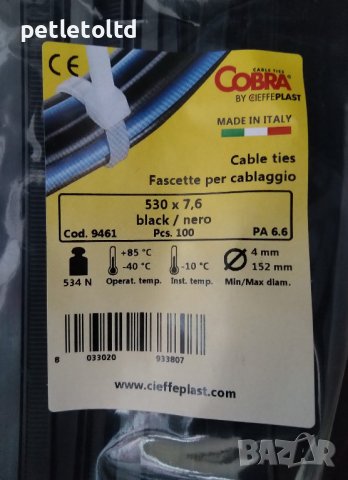 petletoltd
CE
CABLE TIES
COBRA®
BY CIEFFEPLAST
MADE IN ITALY
Cable ties
Fascette per cablaggio
530 x 7,6
black / nero
Cod. 9461 Pcs. 100 PA 6.6
534 N
+85 °C
-40 °C
Operat. temp.
-10 °C
Inst. temp.
4 mm
152 mm
Min/Max diam.
8 033020 933807
www.cieffeplast.com
BAZAR